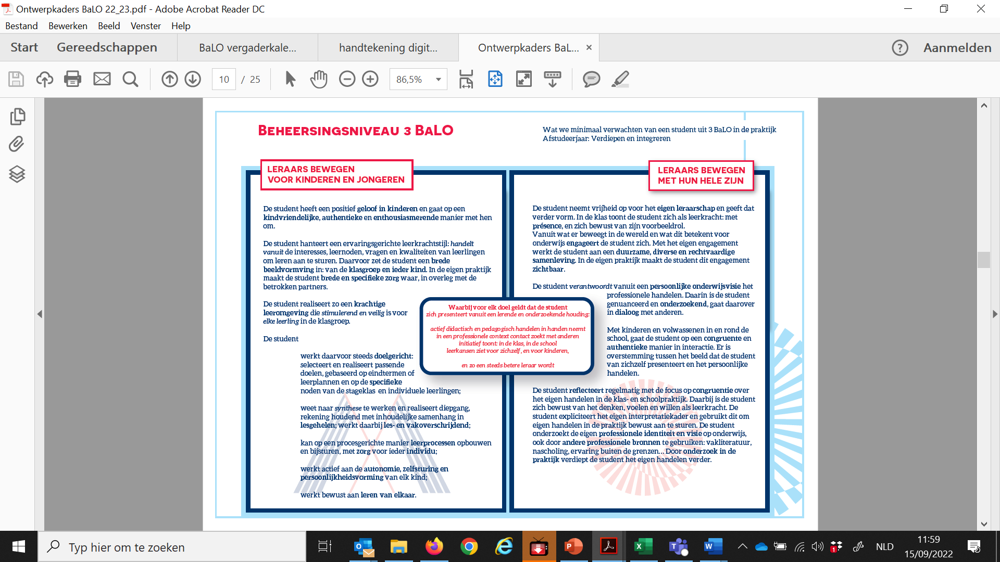 Ontwerpkaders BaLO 22_23.pdf - Adobe Acrobat Reader DC
Bestand Bewerken Beeld Venster Help
Start Gereedschappen BaLO vergaderkale... handtekening digit... Ontwerpkaders BaL... × ? Aanmelden
10 / 25 86,5%
BEHEERSINGSNIVEAU 3 BALO
Wat we minimaal verwachten van een student uit 3 BaLO in de praktijk
Afstudeerjaar: Verdiepen en integreren
LERAARS BEWEGEN
VOOR KINDEREN EN JONGEREN
De student heeft een positief geloof in kinderen en gaat op een
kindvriendelijke, authentieke en enthousiasmerende manier met hen
om.
De student hanteert een ervaringsgerichte leerkrachtstijl: handelt
vanuit de interesses, leernoden, vragen en kwaliteiten van leerlingen
om leren aan te sturen. Daarvoor zet de student een brede
beeldvormving in: van de klasgroep en ieder kind. In de eigen praktijk
maakt de student brede en specifieke zorg waar, in overleg met de
betrokken partners.
De student realiseert zo een krachtige
leeromgeving die stimulerend en veilig is voor
elke leerling in de klasgroep.
De student
werkt daarvoor steeds doelgericht:
selecteert en realiseert passende
doelen, gebaseerd op eindtermen of
leerplannen en op de specifieke
noden van de stageklas en individuele leerlingen;
weet naar synthese te werken en realiseert diepgang,
rekening houdend met inhoudelijke samenhang in
lesgehelen; werkt daarbij les- en vakoverschrijdend;
kan op een procesgerichte manier leerprocessen opbouwen
en bijsturen, met zorg voor ieder individu;
werkt actief aan de autonomie, zelfsturing en
persoonlijkheidsvorming van elk kind;
werkt bewust aan leren van elkaar.
Waarbij voor elk doel geldt dat de student
zich presenteert vanuit een lerende en onderzoekende houding:
actief didactisch en pedagogisch handelen in handen neemt
in een professionele context contact zoekt met anderen
initiatief toont: in de klas, in de school
leerkansen ziet voor zichzelf, en voor kinderen,
en zo een steeds betere leraar wordt
LERAARS BEWEGEN
MET HUN HELE ZIJN
De student neemt vrijheid op voor het eigen leraarschap en geeft dat
verder vorm. In de klas toont de student zich als leerkracht: met
présence, en zich bewust van zijn voorbeeldrol.
Vanuit wat er beweegt in de wereld en wat dit betekent voor
onderwijs engageert de student zich. Met het eigen engagement
werkt de student aan een duurzame, diverse en rechtvaardige
samenleving. In de eigen praktijk maakt de student dit engagement
zichtbaar.
De student verantwoordt vanuit een persoonlijke onderwijsvisie het
professionele handelen. Daarin is de student
genuanceerd en onderzoekend, gaat daarover
in dialoog met anderen.
Met kinderen en volwassenen in en rond de
school, gaat de student op een congruente en
authentieke manier in interactie. Er is
overstemming tussen het beeld dat de student
van zichzelf presenteert en het persoonlijke
handelen.
De student reflecteert regelmatig met de focus op congruentie over
het eigen handelen in de klas- en schoolpraktijk. Daarbij is de student
zich bewust van het denken, voelen en willen als leerkracht. De
student expliciteert het eigen interpretatiekader en gebruikt dit om
eigen handelen in de praktijk bewust aan te sturen. De student
onderzoekt de eigen professionele identiteit en visie op onderwijs,
ook door andere professionele bronnen te gebruiken: vakliteratuur,
nascholing, ervaring buiten de grenzen... Door onderzoek in de
praktijk verdiept de student het eigen handelen verder.
Typ hier om te zoeken
NLD
11:59
15/09/2022